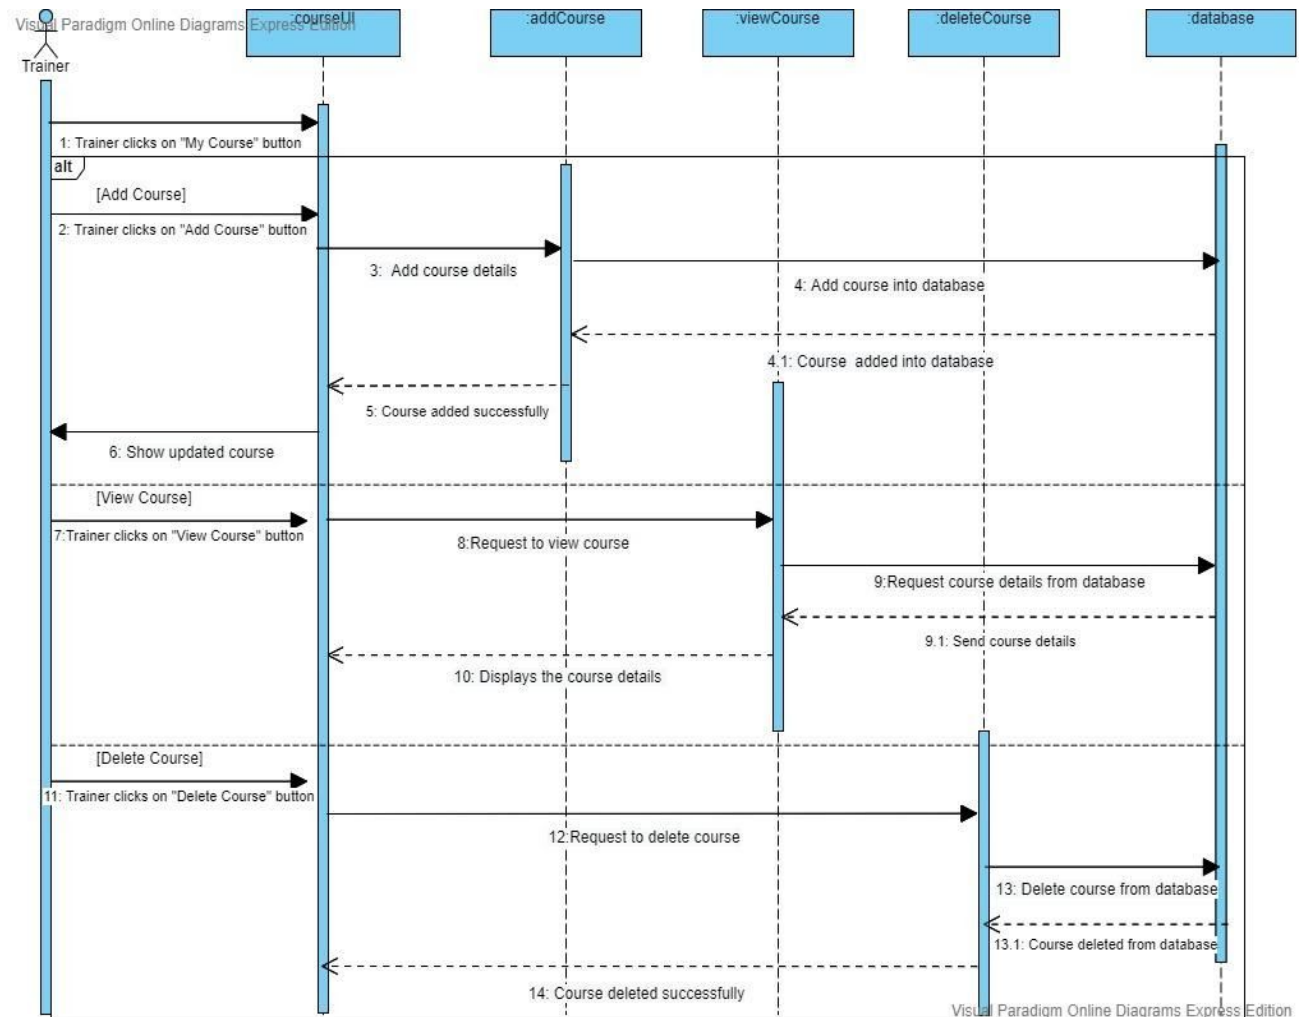 Visual Paradigm Online Diagrams Express Edition
:courseUI
:addCourse
:viewCourse
:deleteCourse
:database
Trainer
1: Trainer clicks on "My Course" button
alt
[Add Course]
2: Trainer clicks on "Add Course" button
3:  Add course details
4: Add course into database
4.1: Course  added into database
5: Course added successfully
6: Show updated course
[View Course]
7:Trainer clicks on "View Course" button
8:Request to view course
9:Request course details from database
9.1: Send course details
10: Displays the course details
[Delete Course]
11: Trainer clicks on "Delete Course" button
12:Request to delete course
13: Delete course from database
13.1: Course deleted from database
14: Course deleted successfully
Visual Paradigm Online Diagrams Express Edition